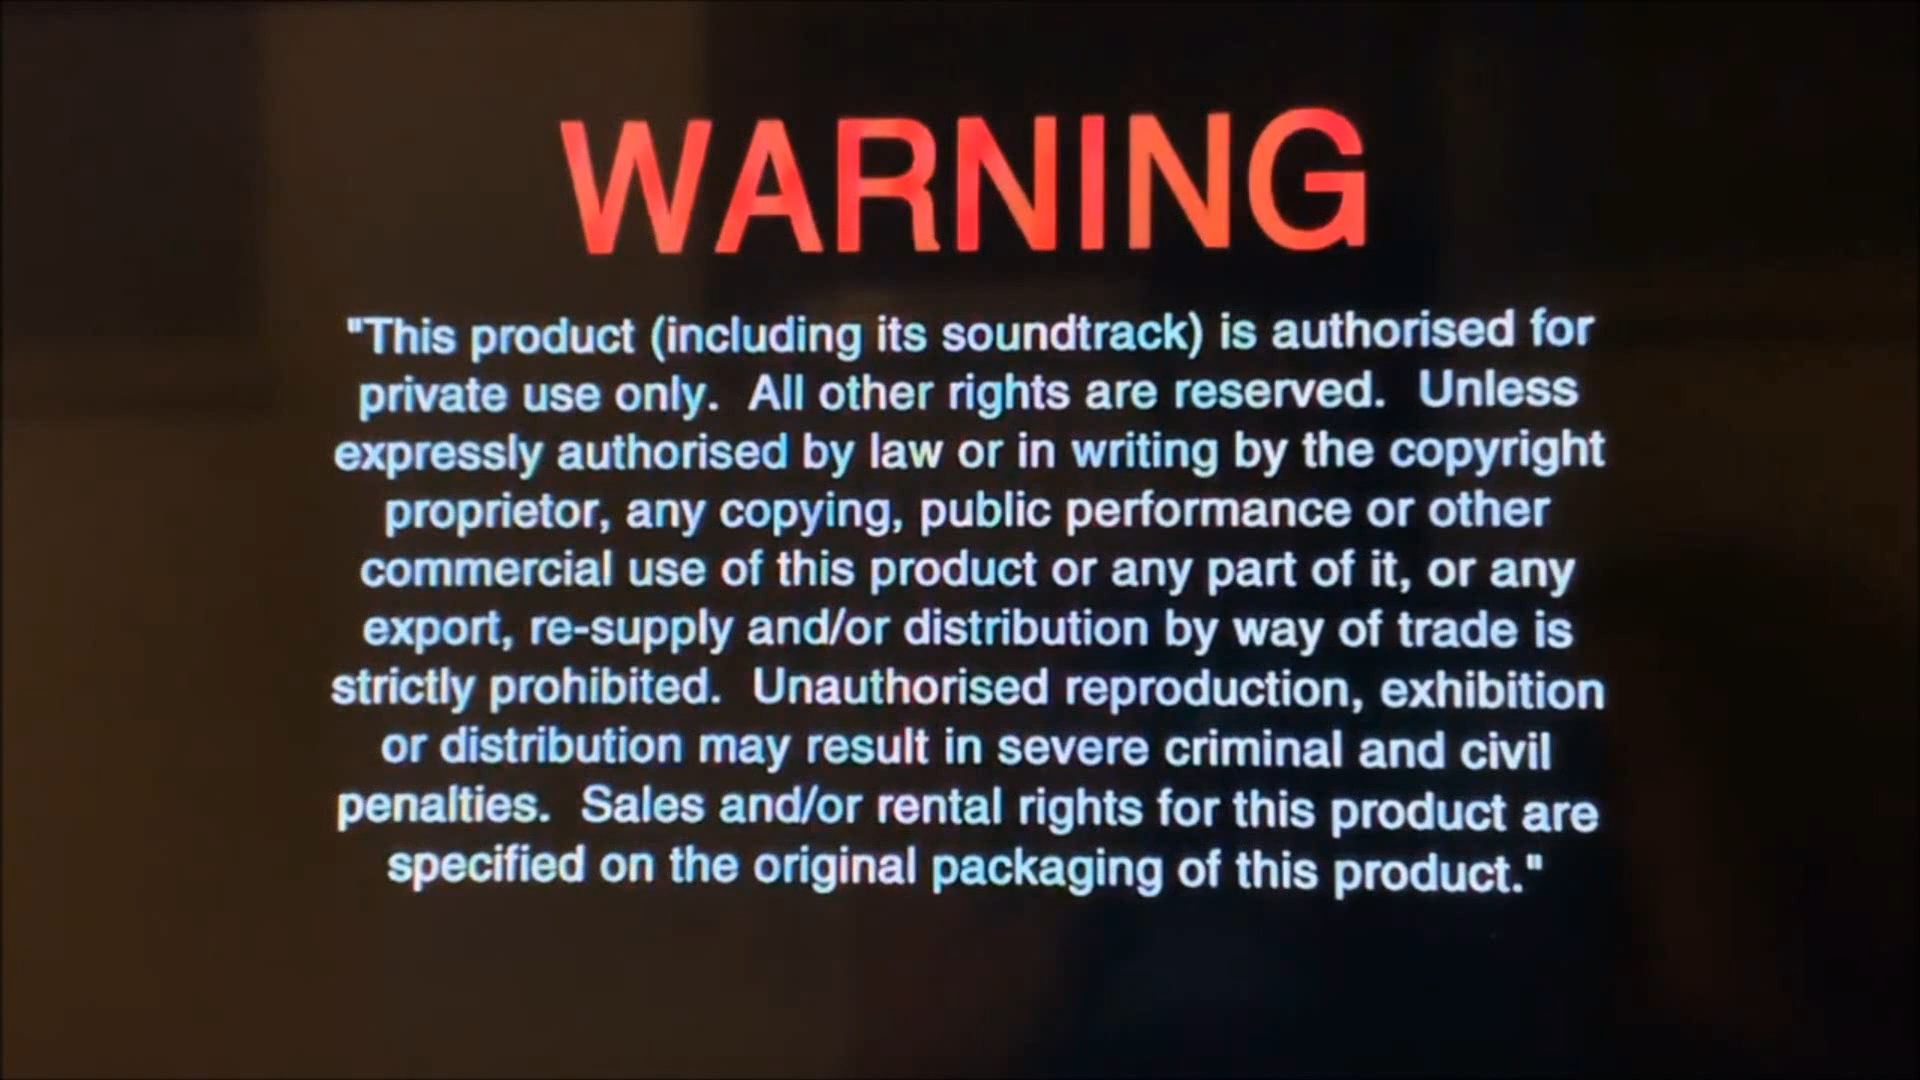 WARNING
"This product (including its soundtrack) is authorised for
private use only.  All other rights are reserved.  Unless
expressly authorised by law or in writing by the copyright
proprietor, any copying, public performance or other
commercial use of this product or any part of it, or any
export, re-supply and/or distribution by way of trade is
strictly prohibited.  Unauthorised reproduction, exhibition
or distribution may result in severe criminal and civil
penalties.  Sales and/or rental rights for this product are
specified on the original packaging of this product."